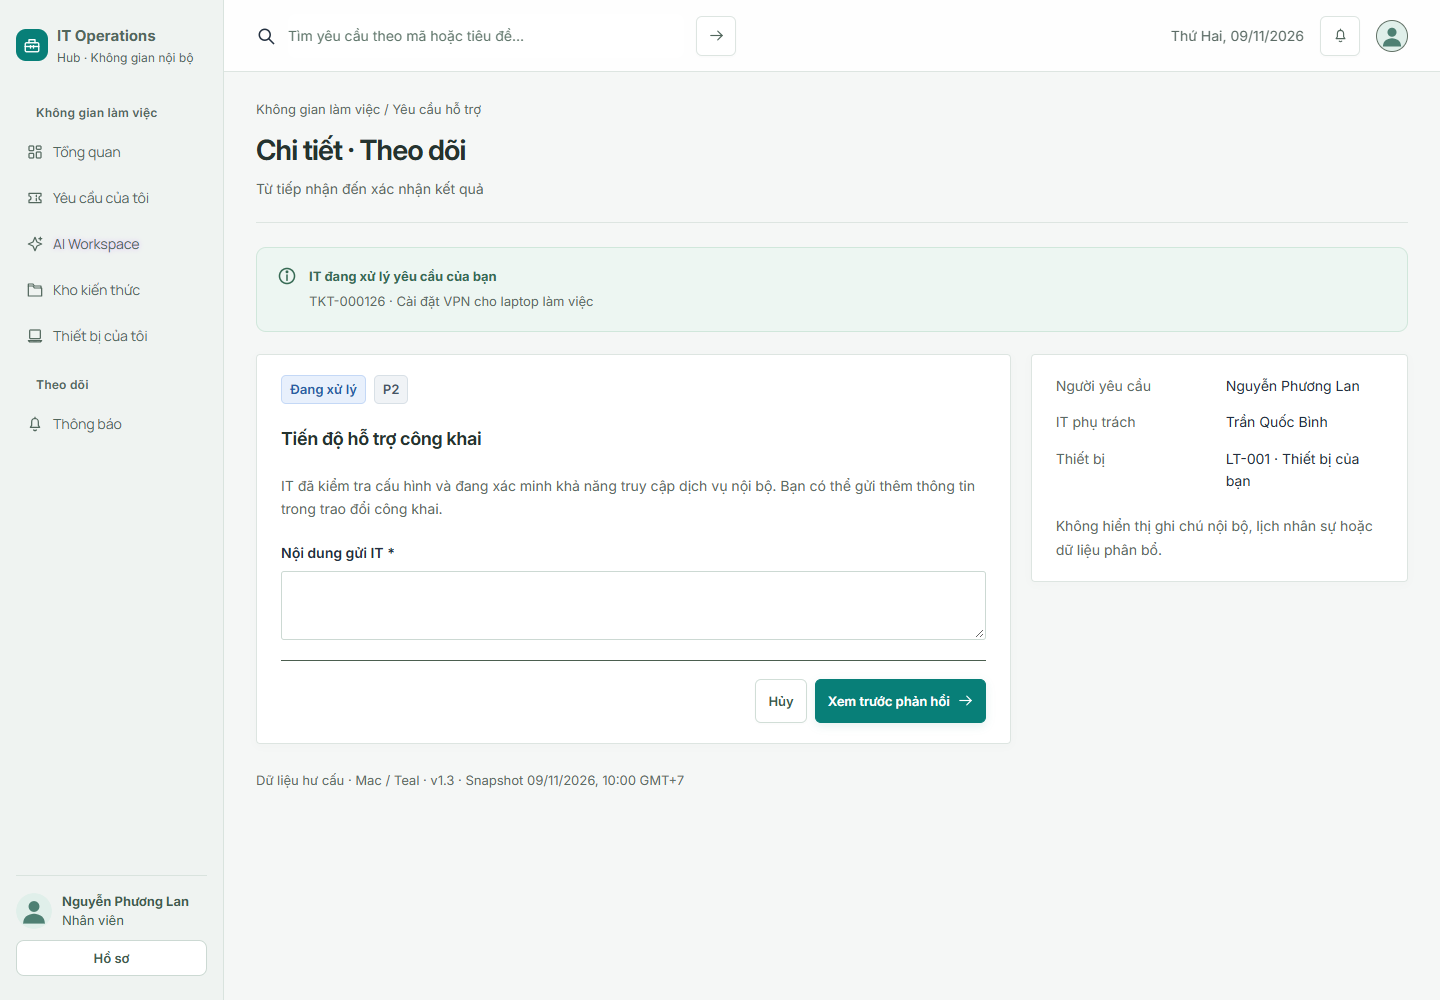 IT Operations
Hub · Không gian nội bộ
Không gian làm việc
Tổng quan
Yêu cầu của tôi
AI Workspace
Kho kiến thức
Thiết bị của tôi
Theo dõi
Thông báo
Nguyễn Phương Lan
Nhân viên
Hồ sơ
Tìm yêu cầu theo mã hoặc tiêu đề...
Thứ Hai, 09/11/2026
Không gian làm việc / Yêu cầu hỗ trợ
Chi tiết · Theo dõi
Từ tiếp nhận đến xác nhận kết quả
IT đang xử lý yêu cầu của bạn
TKT-000126 · Cài đặt VPN cho laptop làm việc
Đang xử lý P2
Tiến độ hỗ trợ công khai
IT đã kiểm tra cấu hình và đang xác minh khả năng truy cập dịch vụ nội bộ. Bạn có thể gửi thêm thông tin
trong trao đổi công khai.
Nội dung gửi IT *
Hủy
Xem trước phản hồi
Người yêu cầu Nguyễn Phương Lan
IT phụ trách Trần Quốc Bình
Thiết bị LT-001 · Thiết bị của
bạn
Không hiển thị ghi chú nội bộ, lịch nhân sự hoặc
dữ liệu phân bổ.
Dữ liệu hư cấu · Mac / Teal · v1.3 · Snapshot 09/11/2026, 10:00 GMT+7